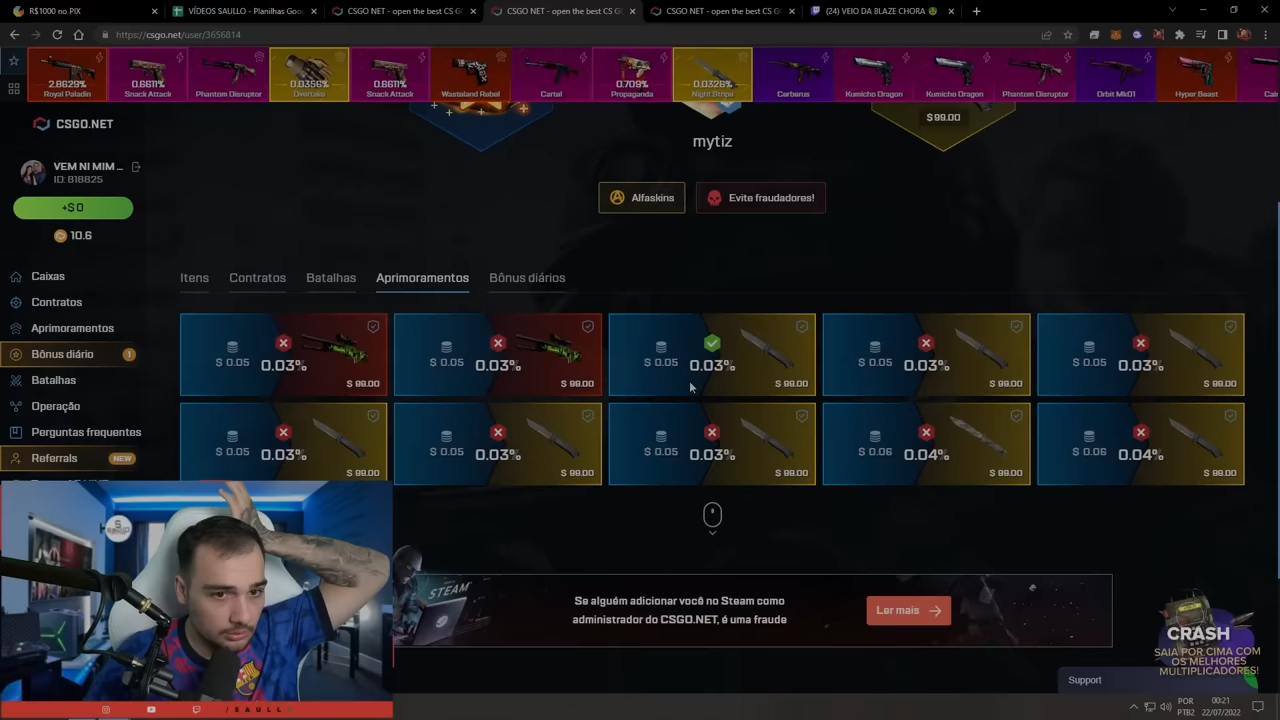 R$1000 no PIX
VÍDEOS SAULLO - Planilhas Goo
CSGO NET - open the best CS G
CSGO NET - open the best CS G
CSGO NET - open the best CS G
(24) VEIO DA BLAZE CHORA
https://csgo.net/user/3656814
2.8629%
Royal Paladin
0.6611%
Snack Attack
Phantom Disruptor
0.0356%
Overtake
0.6611%
Snack Attack
Wasteland Rebel
Cartel
0.709%
Propaganda
0.0326%
Night Stripe
Cerberus
Kumicho Dragon
Kumicho Dragon
Phantom Disruptor
Orbit Mk01
Hyper Beast
CSGO.NET
$99.00
mytiz
VEM NI MIM ...
ID: 818825
+$ 0
10.6
Alfaskins
Evite fraudadores!
Caixas
Contratos
Aprimoramentos
Bônus diário 1
Batalhas
Operação
Perguntas frequentes
Referrals NEW
Itens
Contratos
Batalhas
Aprimoramentos
Bônus diários
$ 0.05 0.03% $ 99.00
$ 0.05 0.03% $ 99.00
$ 0.05 0.03% $ 99.00
$ 0.05 0.03% $ 99.00
$ 0.05 0.03% $ 99.00
$ 0.05 0.03% $ 99.00
$ 0.05 0.03% $ 99.00
$ 0.05 0.03% $ 99.00
$ 0.06 0.04% $ 99.00
$ 0.06 0.04% $ 99.00
STEAM
Se alguém adicionar você no Steam como
administrador do CSGO.NET, é uma fraude
Ler mais
CRASH
SAIA POR CIMA COM
OS MELHORES
MULTIPLICADORES!
Support
POR
PTB2
00:21
22/07/2022